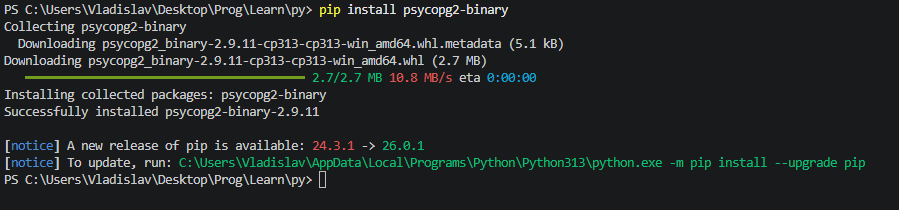 PS C:\Users\Vladislav\Desktop\Prog\Learn\py> pip install psycopg2-binary
Collecting psycopg2-binary
  Downloading psycopg2_binary-2.9.11-cp313-cp313-win_amd64.whl.metadata (5.1 kB)
Downloading psycopg2_binary-2.9.11-cp313-cp313-win_amd64.whl (2.7 MB)
2.7/2.7 MB 10.8 MB/s eta 0:00:00
Installing collected packages: psycopg2-binary
Successfully installed psycopg2-binary-2.9.11
[notice] A new release of pip is available: 24.3.1 -> 26.0.1
[notice] To update, run: C:\Users\Vladislav\AppData\Local\Programs\Python\Python313\python.exe -m pip install --upgrade pip
PS C:\Users\Vladislav\Desktop\Prog\Learn\py>